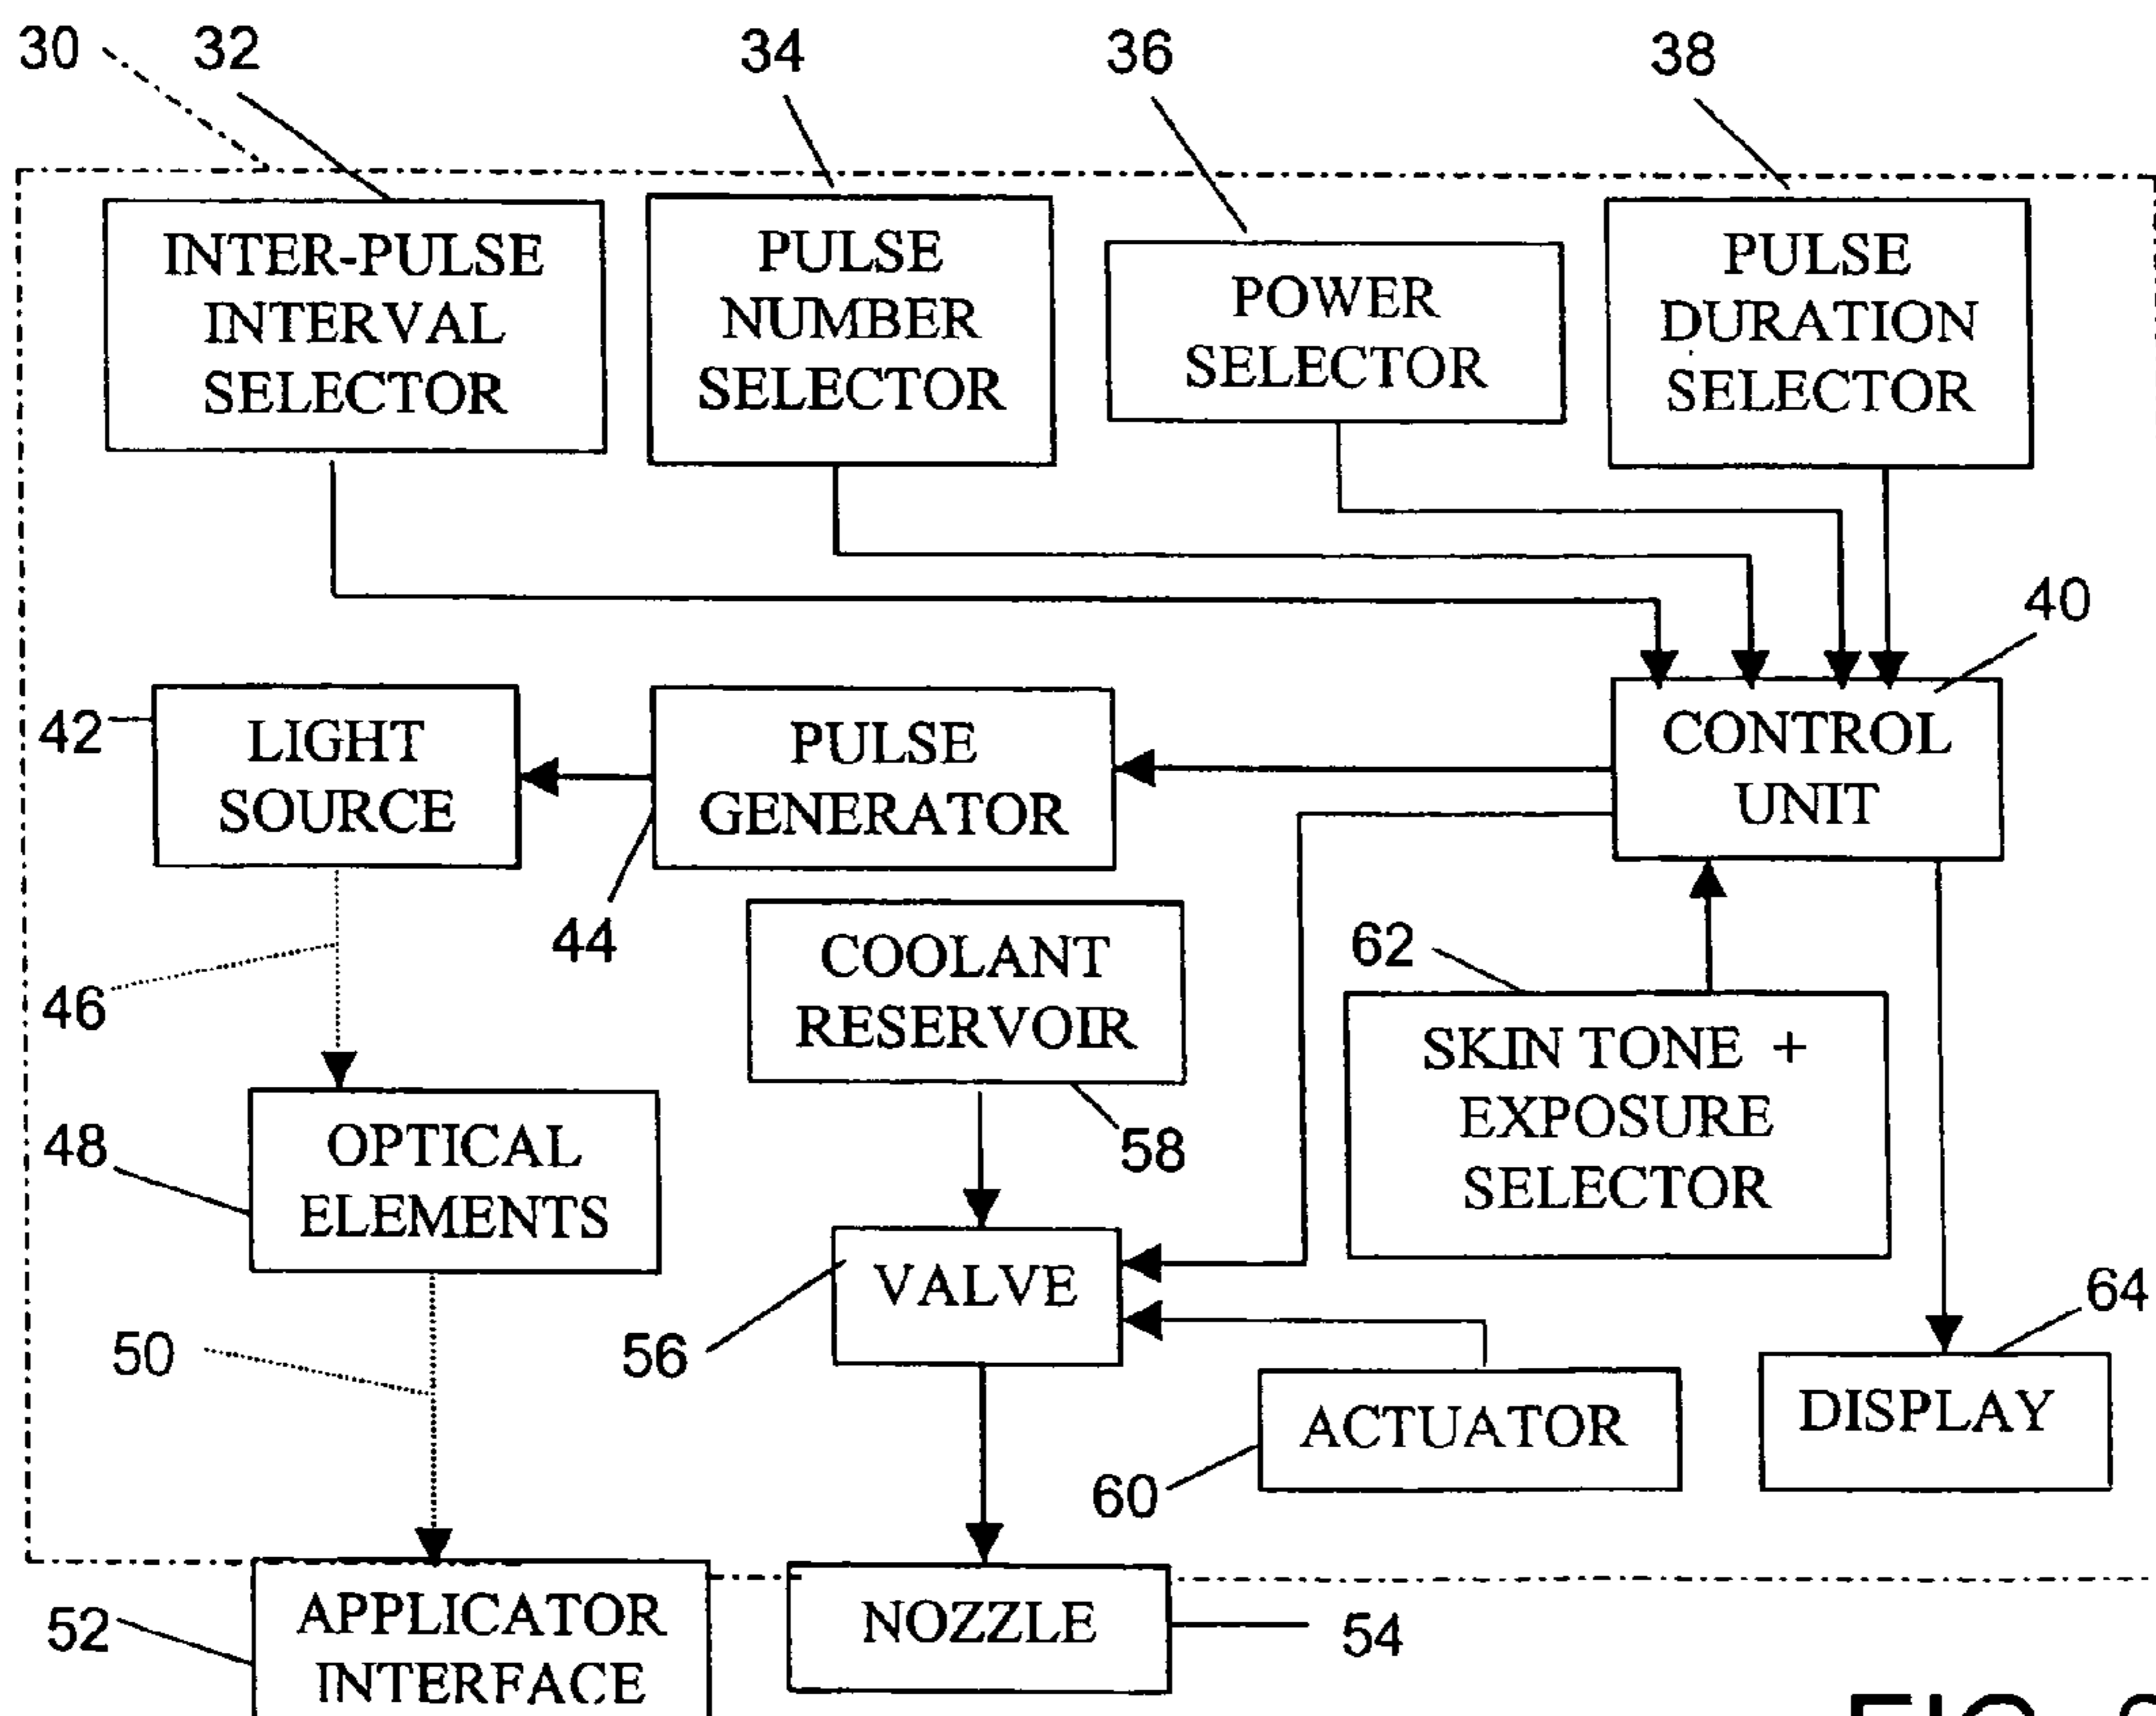 30
32
34
36
38
INTER-PULSE
INTERVAL
SELECTOR
PULSE
NUMBER
SELECTOR
POWER
SELECTOR
PULSE
DURATION
SELECTOR
40
42
LIGHT
SOURCE
PULSE
GENERATOR
CONTROL
UNIT
44
46
COOLANT
RESERVOIR
62
SKIN TONE +
EXPOSURE
SELECTOR
48
OPTICAL
ELEMENTS
58
50
56
VALVE
64
ACTUATOR
DISPLAY
60
52
APPLICATOR
INTERFACE
NOZZLE
54
FIG.